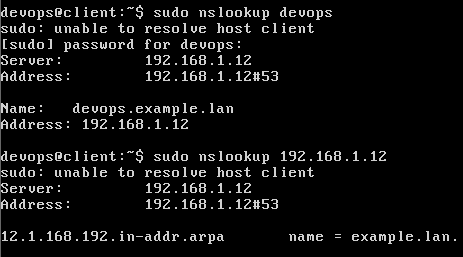 devops@client:~$ sudo nslookup devops
sudo: unable to resolve host client
[sudo] password for devops:
Server:         192.168.1.12
Address:        192.168.1.12#53

Name:   devops.example.lan
Address: 192.168.1.12

devops@client:~$ sudo nslookup 192.168.1.12
sudo: unable to resolve host client
Server:         192.168.1.12
Address:        192.168.1.12#53

12.1.168.192.in-addr.arpa       name = example.lan.